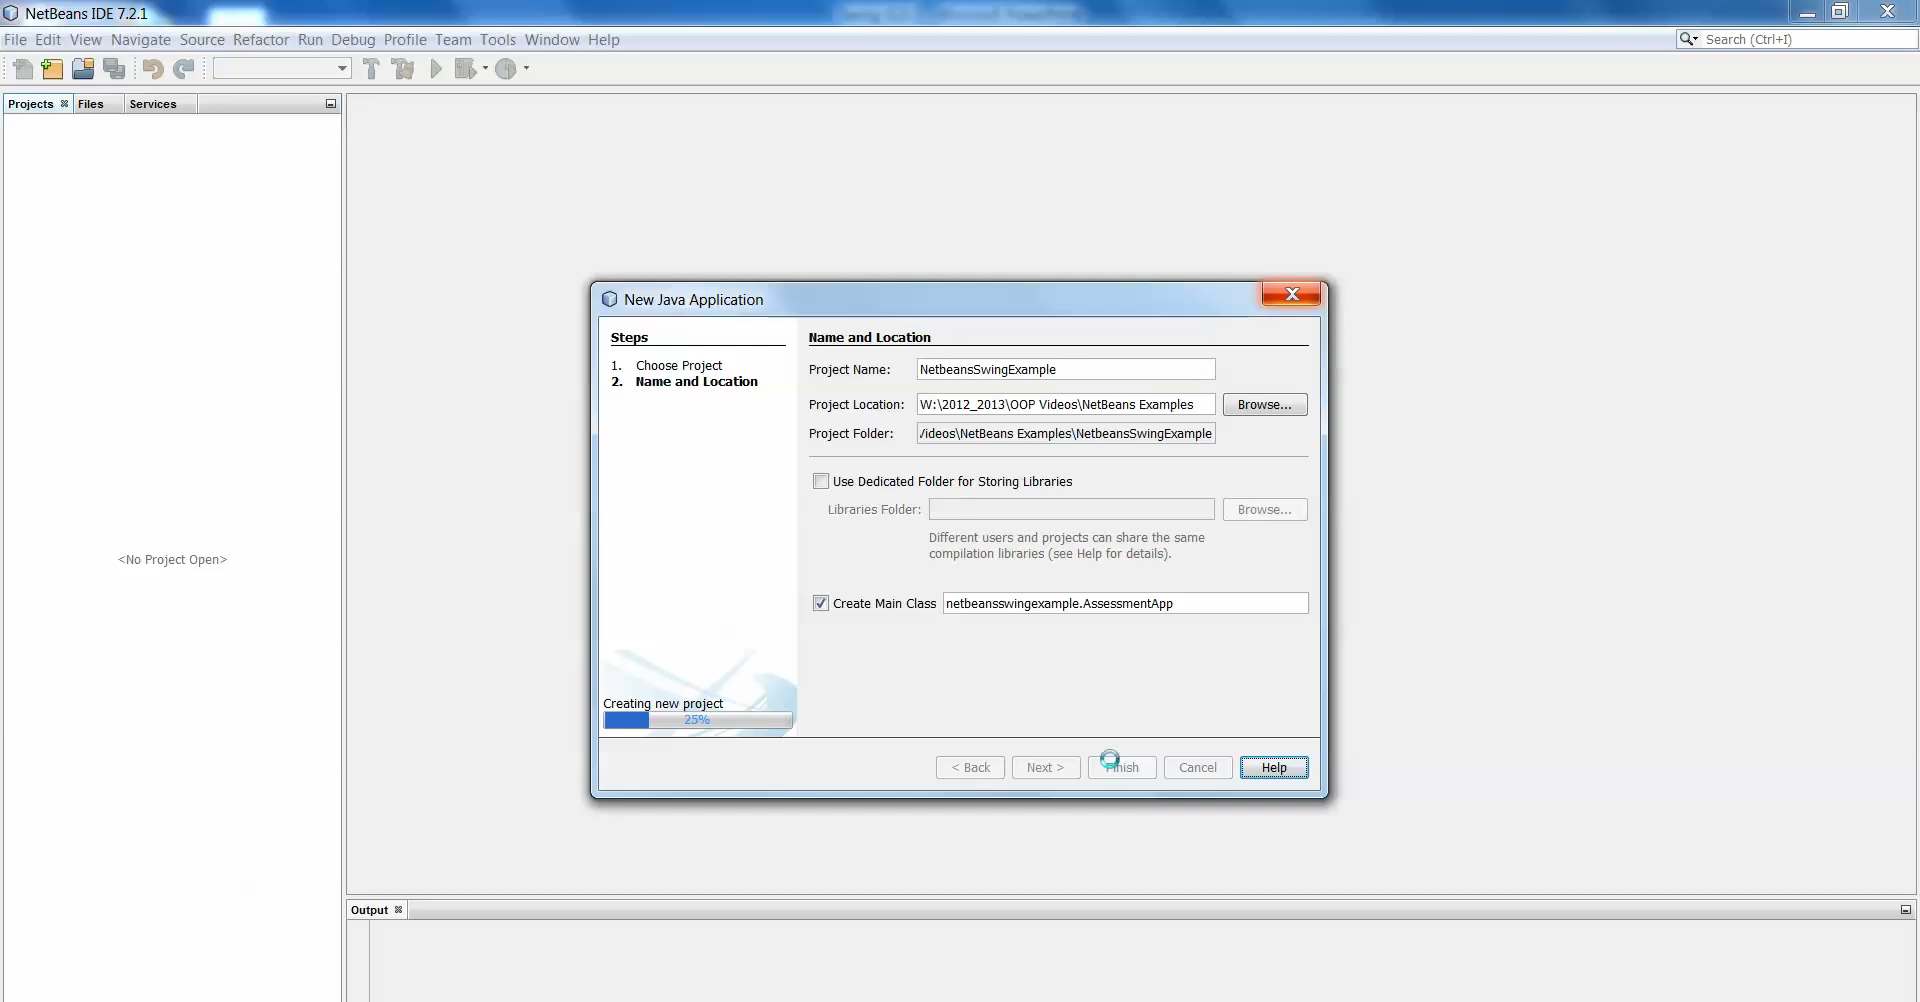 NetBeans IDE 7.2.1
File Edit View Navigate Source Refactor Run Debug Profile Team Tools Window Help
Search (Ctrl+I)
Projects Files Services
<No Project Open>
New Java Application
Steps
1. Choose Project
2. Name and Location
Name and Location
Project Name: NetbeansSwingExample
Project Location: W:\2012_2013\OOP Videos\NetBeans Examples Browse...
Project Folder: /ideos\NetBeans Examples\NetbeansSwingExample
Use Dedicated Folder for Storing Libraries
Libraries Folder: Browse...
Different users and projects can share the same
compilation libraries (see Help for details).
Create Main Class netbeansswingexample.AssessmentApp
Creating new project
25%
< Back Next > Finish Cancel Help
Output